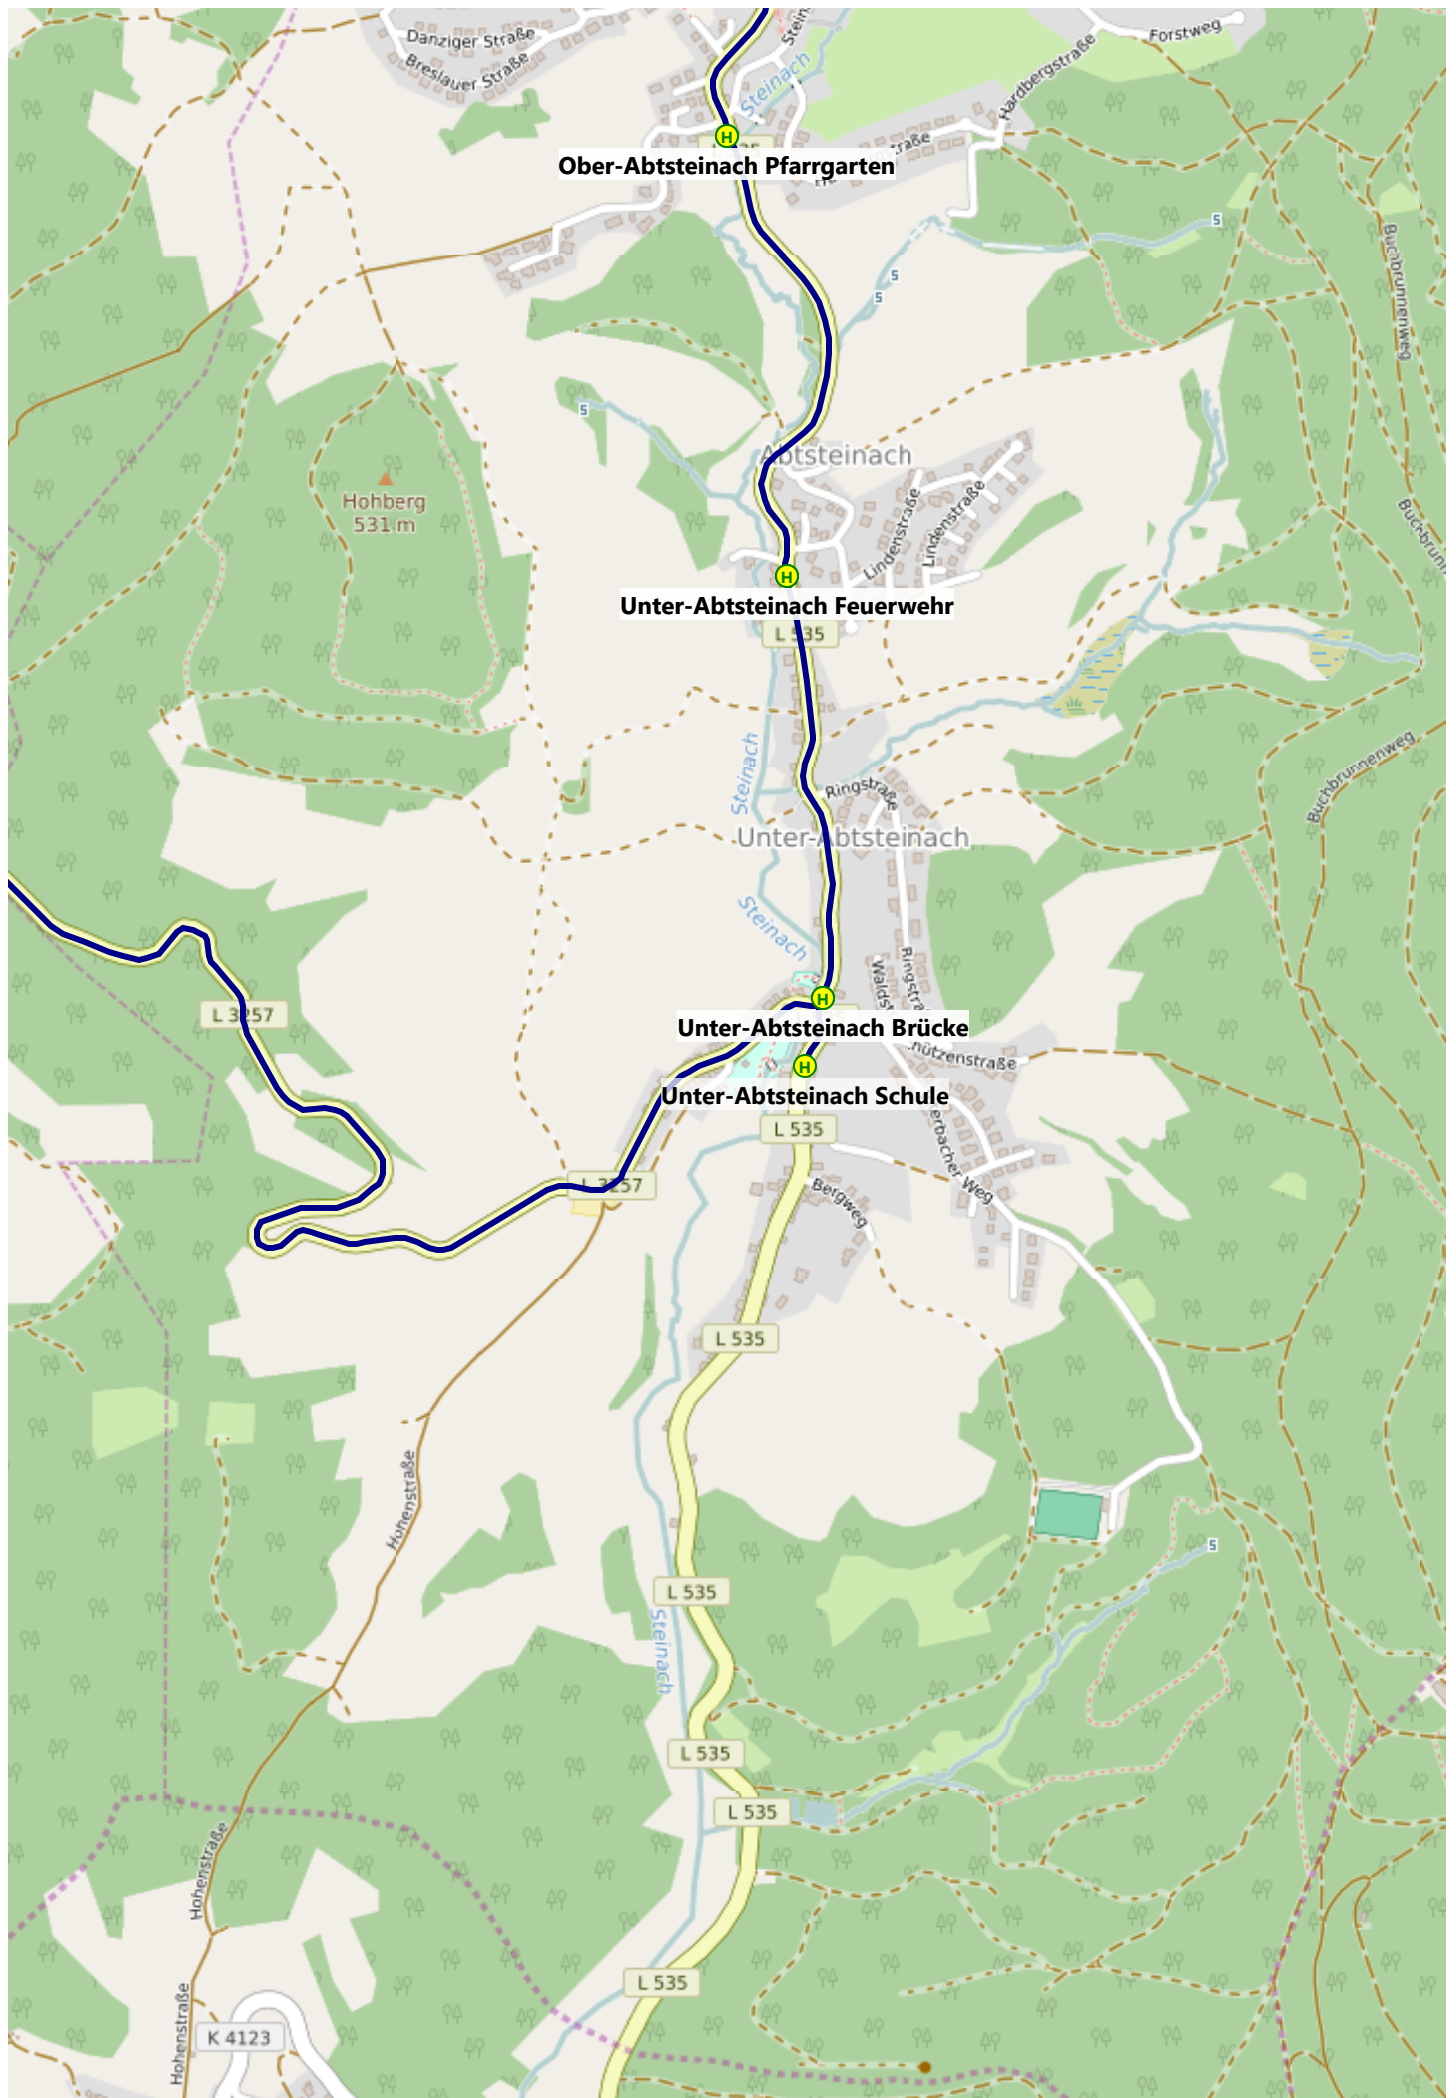 Danziger Straße
Breslauer Straße
Forstweg
Hardbergstraße
Steinach
Ober-Abtsteinach Pfarrgarten
S
S
S
Buchbrunnenweg
S
Abtsteinach
Hohberg
531 m
Lindenstraße
Lindenstraße
H
H
Unter-Abtsteinach Feuerwehr
L 535
Steinach
Ringstraße
Buchbrunnenweg
Unter-Abtsteinach
Steinach
L 3257
H
Unter-Abtsteinach Brücke
H
Unter-Abtsteinach Schule
L 535
L 3257
Bergweg
L 535
Hohenstraße
S
L 535
Steinach
L 535
L 535
Hohenstraße
L 535
Hohenstraße
K 4123